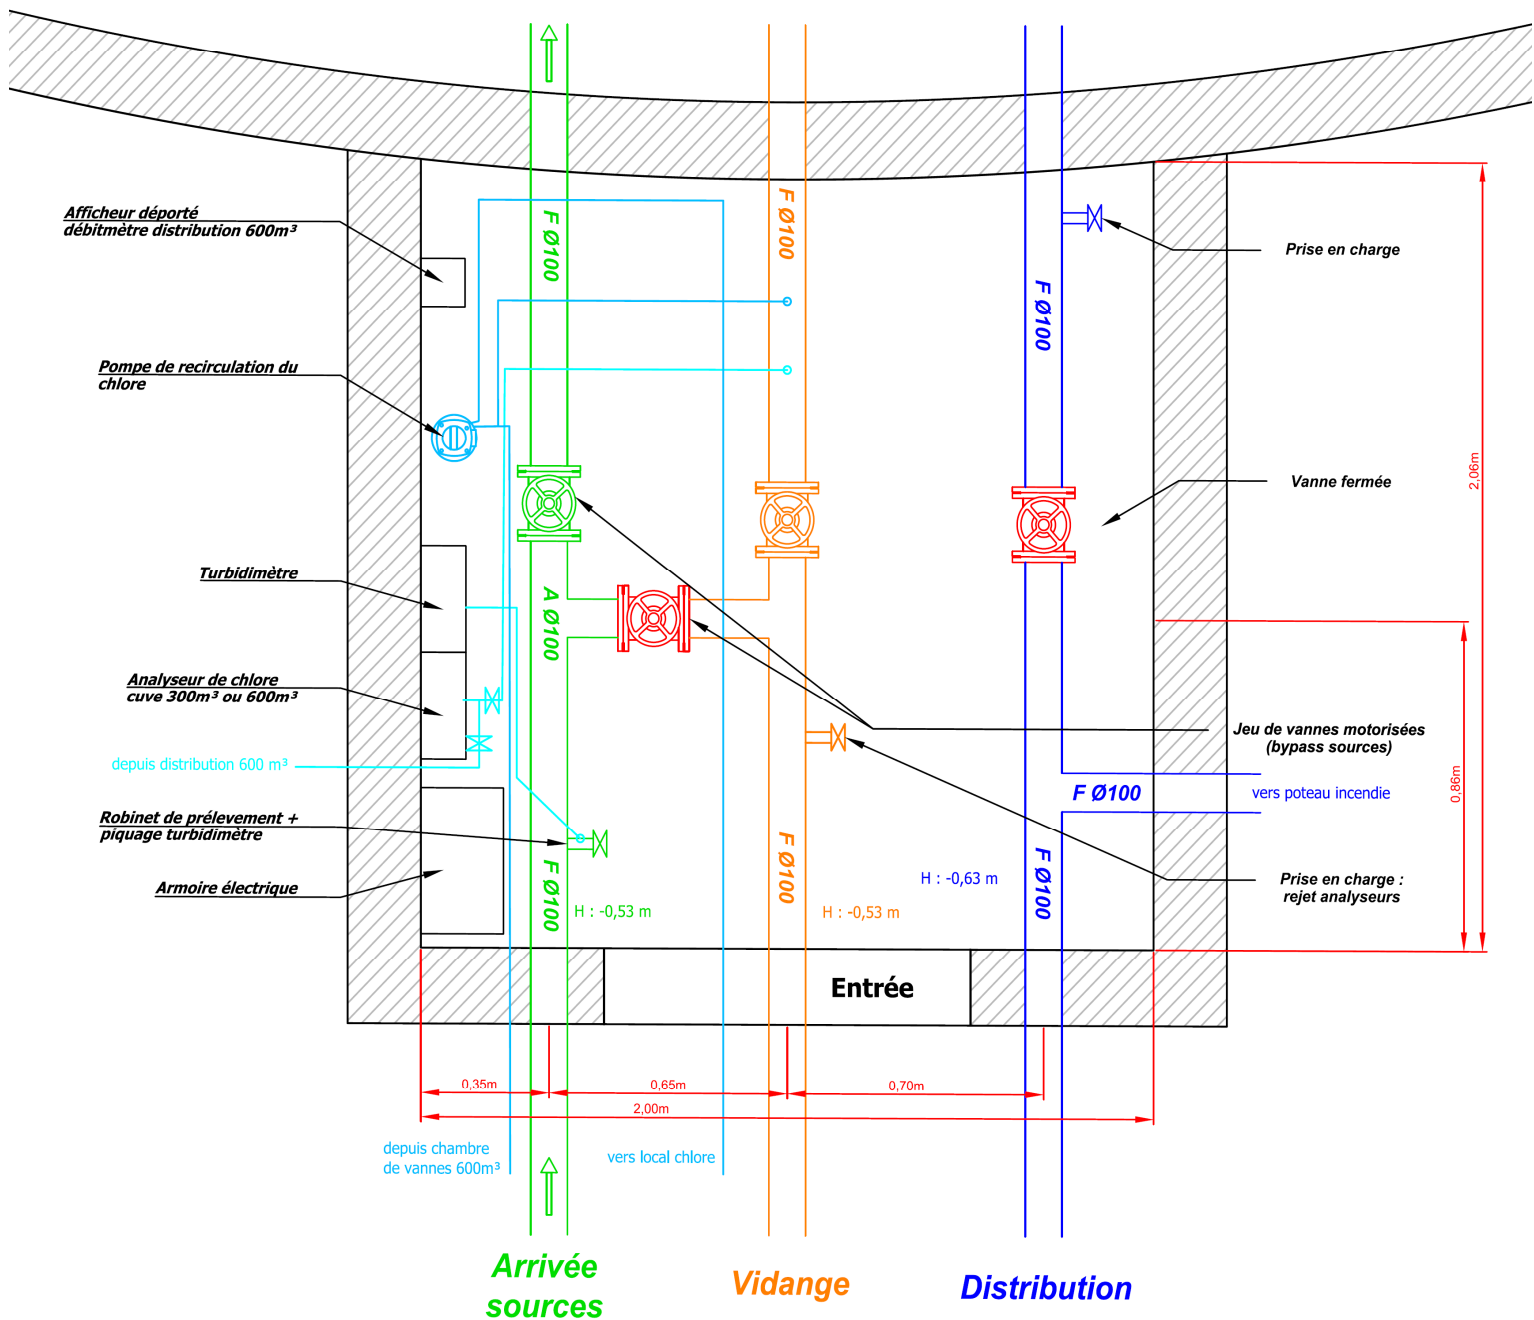 F Ø100
F Ø100
F Ø100
Afficheur déporté
débitmètre distribution 600m³
Prise en charge
Pompe de recirculation du
chlore
2,06m
Vanne fermée
Turbidimètre
A Ø100
Analyseur de chlore
cuve 300m³ ou 600m³
Jeu de vannes motorisées
(bypass sources)
depuis distribution 600 m³
0,86m
F Ø100
vers poteau incendie
Robinet de prélevement +
piquage turbidimètre
Armoire électrique
F Ø100
F Ø100
F Ø100
H : -0,53 m
H : -0,53 m
H : -0,63 m
Prise en charge :
rejet analyseurs
Entrée
0,35m
0,65m
0,70m
2,00m
depuis chambre
de vannes 600m³
vers local chlore
Arrivée
sources
Vidange
Distribution